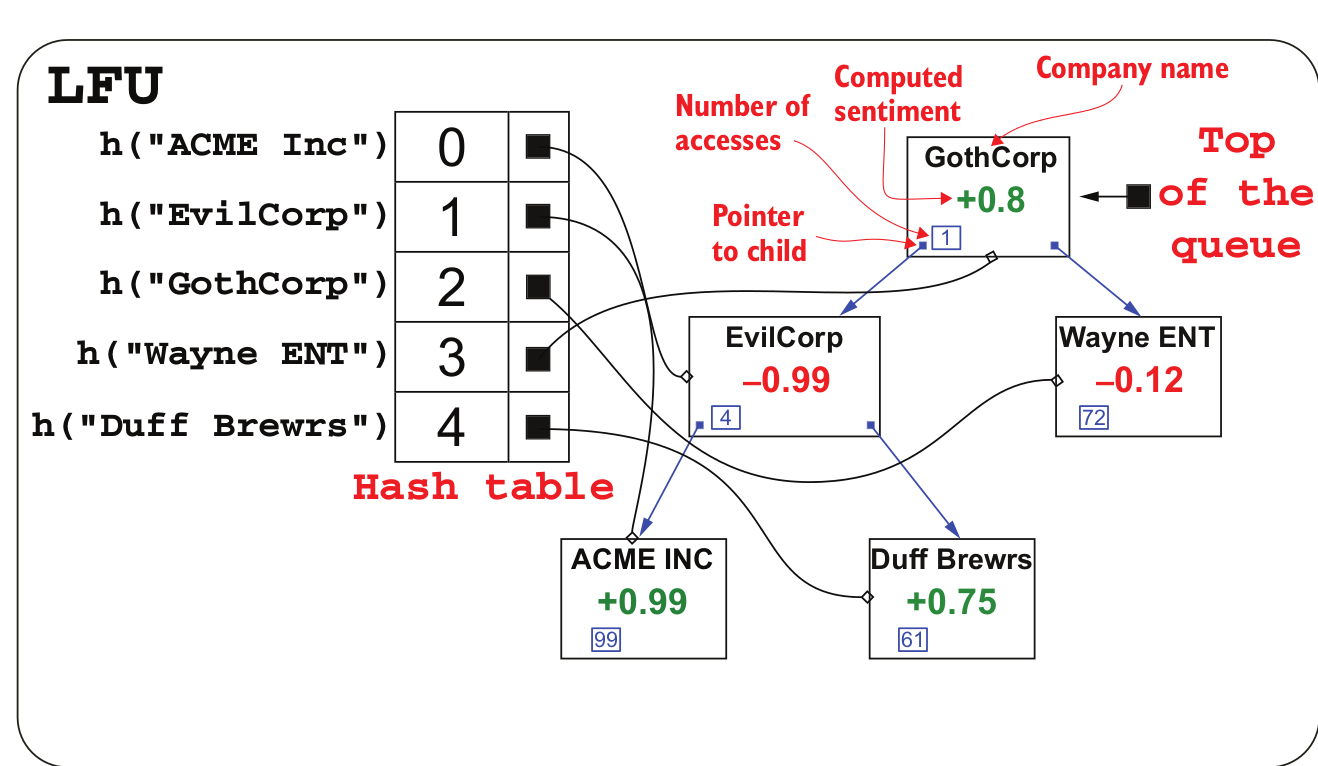 LFU
h("ACME Inc")
0
h("EvilCorp")
1
h("GothCorp")
2
h("Wayne ENT")
3
h("Duff Brewrs")
4
Hash table
Number of
accesses
Computed
sentiment
Company name
Pointer
to child
Top
of the
queue
GothCorp
+0.8
1
EvilCorp
–0.99
4
Wayne ENT
–0.12
72
ACME INC
+0.99
99
Duff Brewrs
+0.75
61